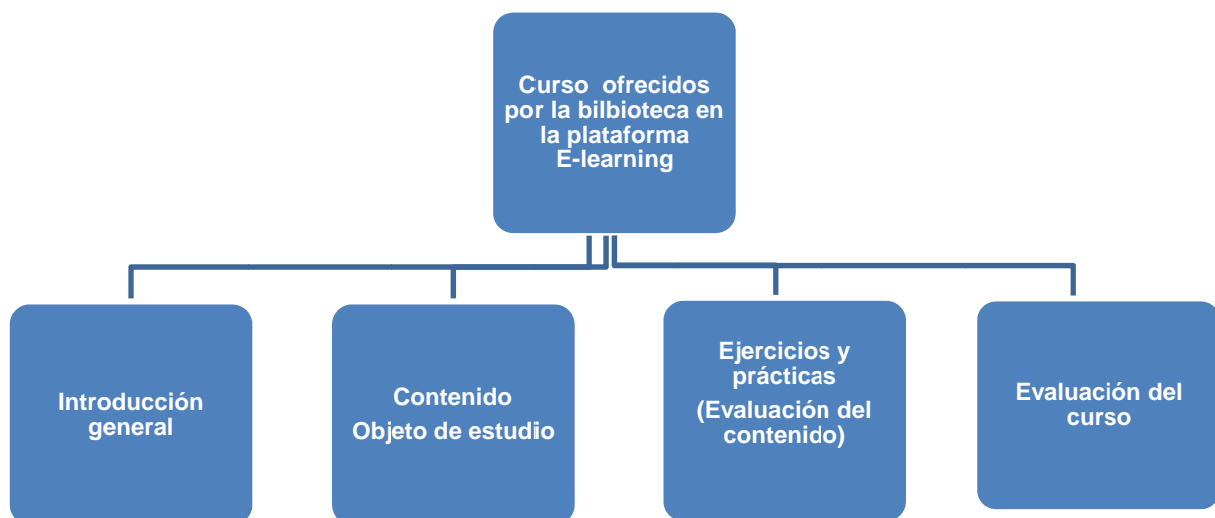 Curso ofrecidos
por la bilbioteca en
la plataforma
E-learning
Introducción
general
Contenido
Objeto de estudio
Ejercicios y
prácticas
(Evaluación del
contenido)
Evaluación del
curso